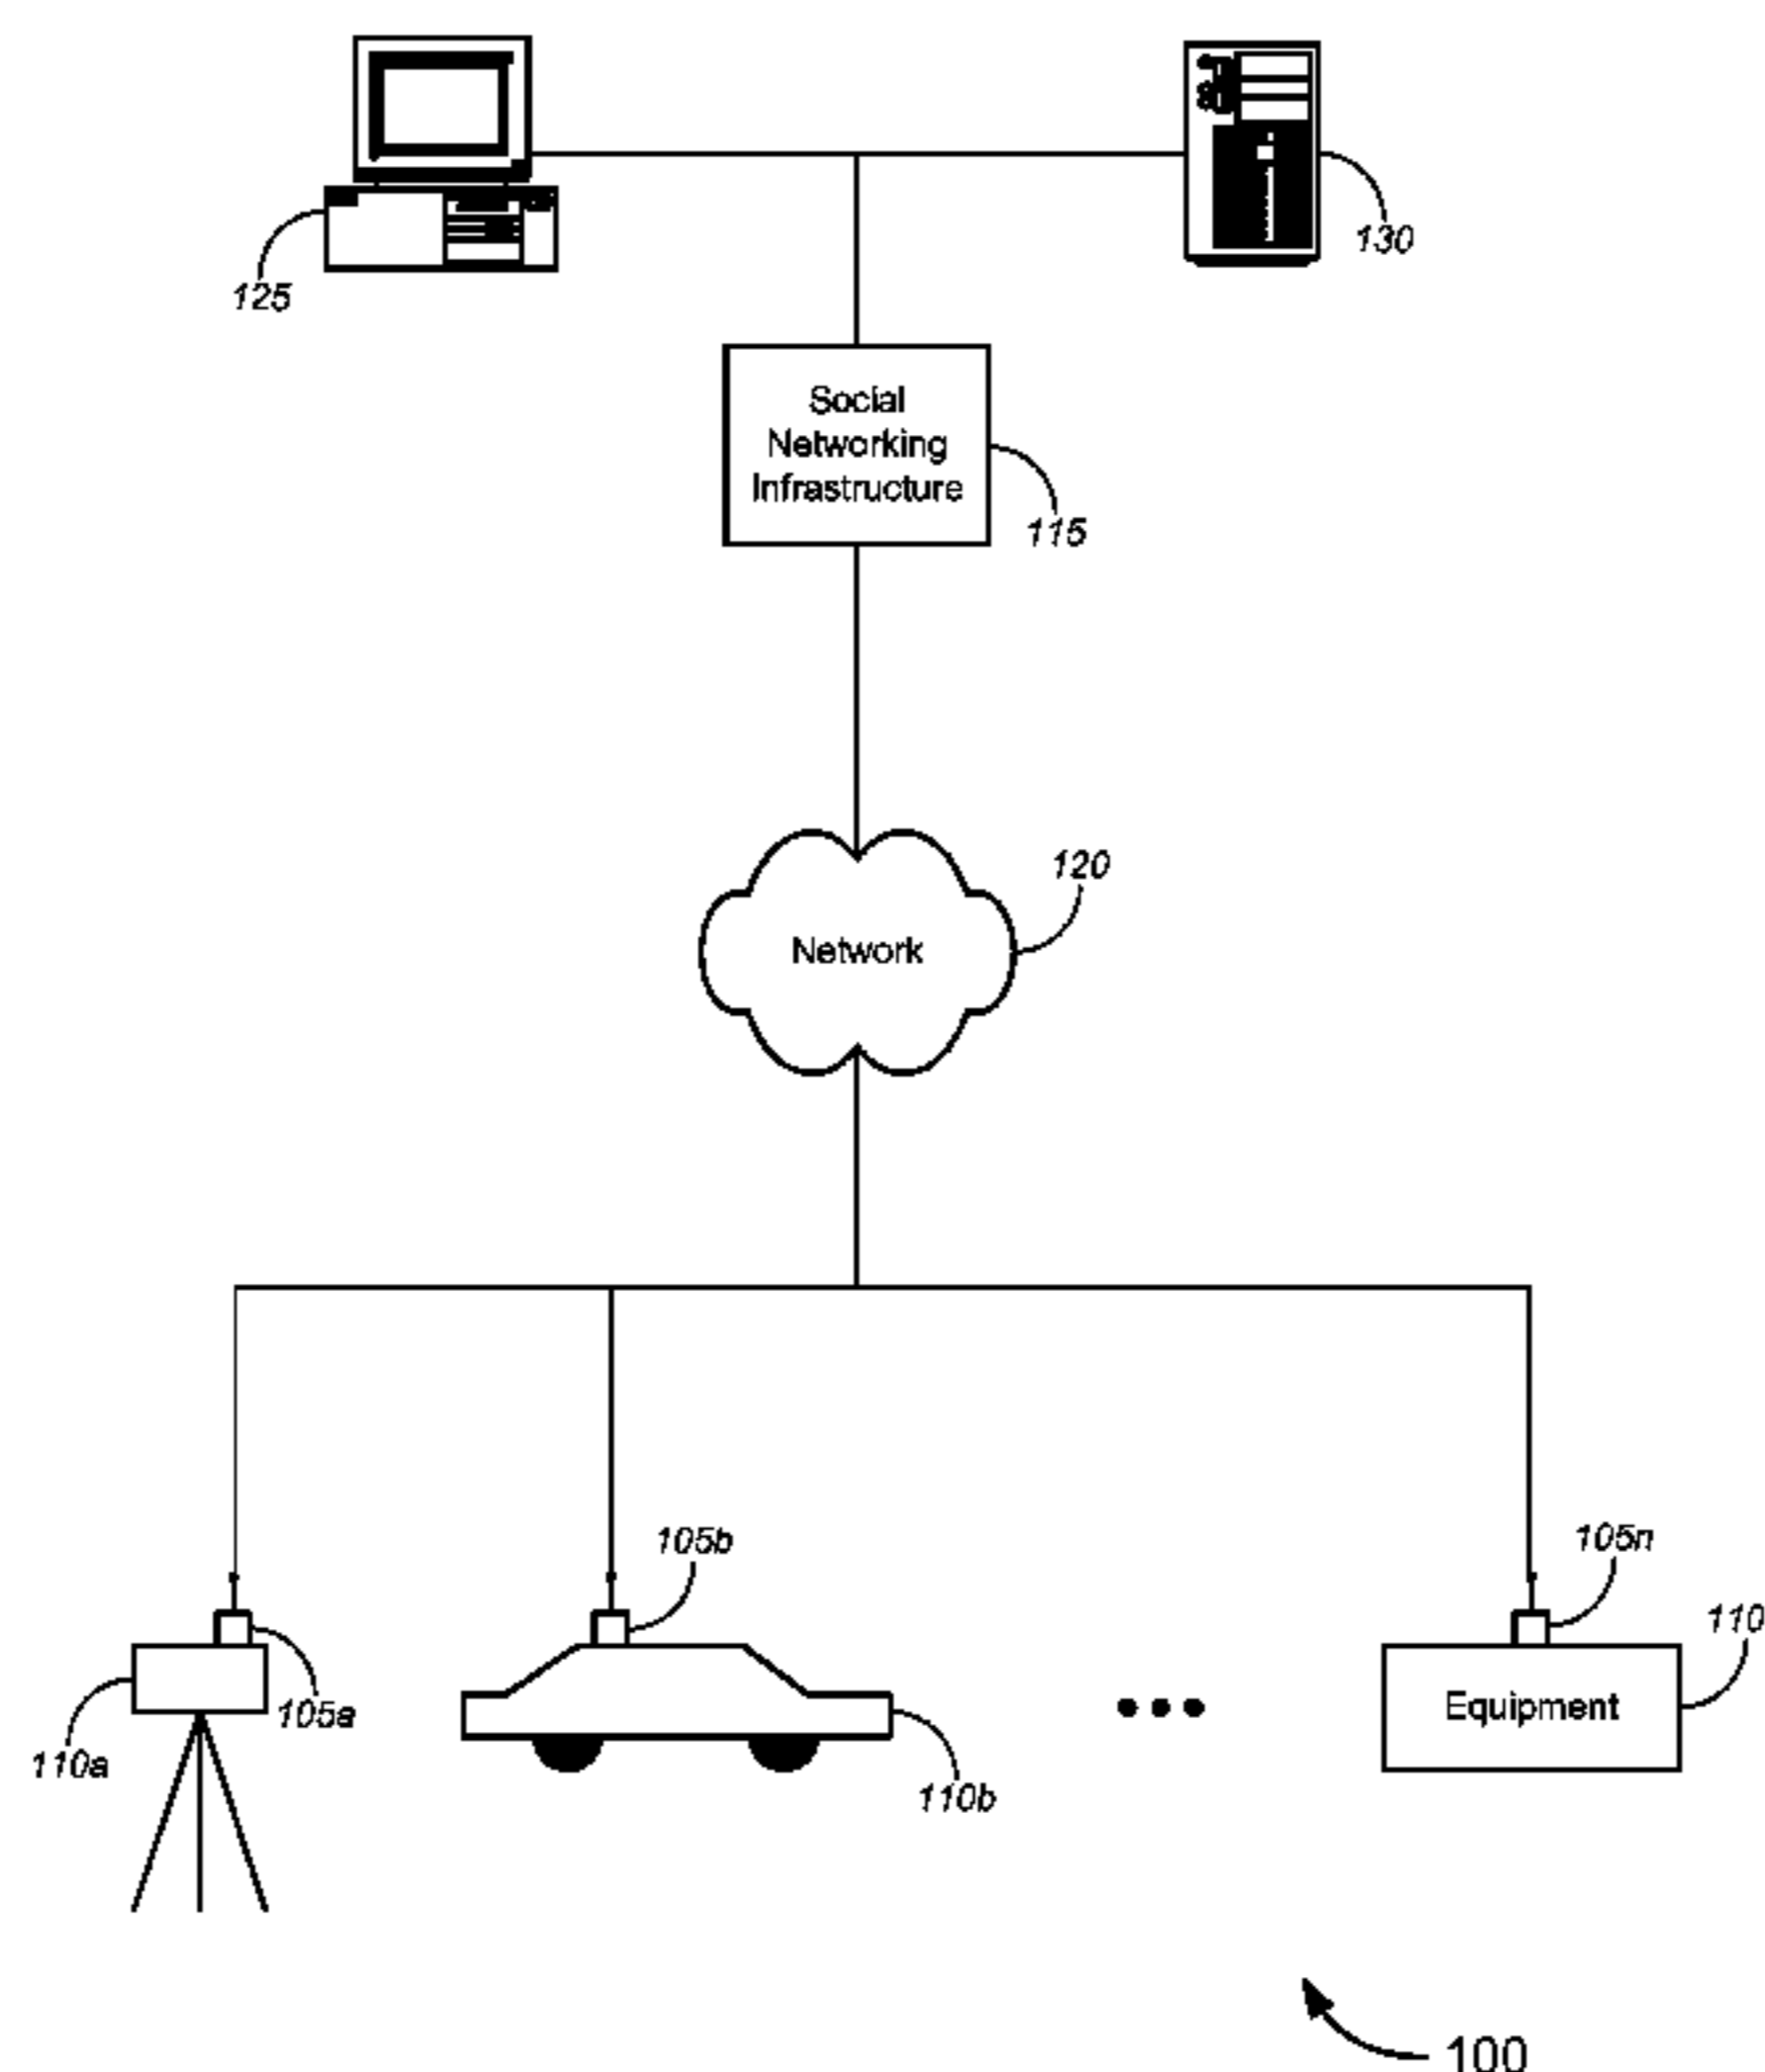 130
125
Social
Networking
Infrastructure
115
120
Network
105b
105n
110
105a
Equipment
110a
110b
100